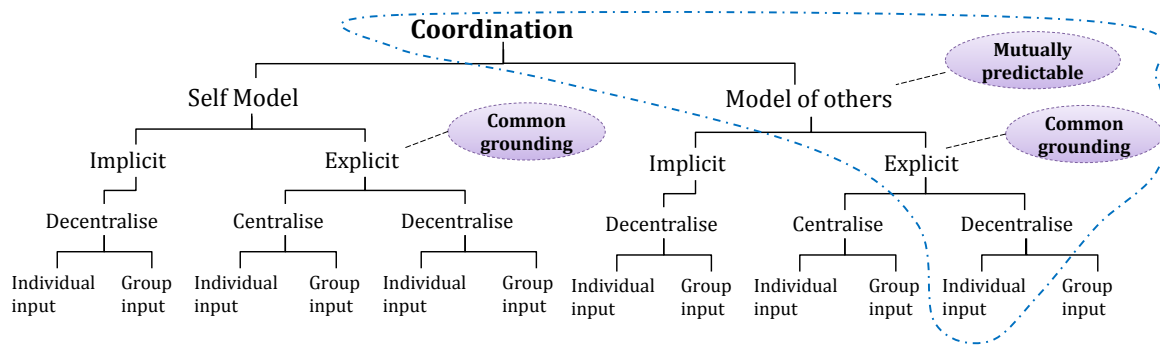 Coordination
Mutually
predictable
Self Model
Model of others
Common
grounding
Common
grounding
Implicit
Explicit
Implicit
Explicit
Decentralise
Centralise
Decentralise
Decentralise
Centralise
Decentralise
Individual
input
Group
input
Individual
input
Group
input
Individual
input
Group
input
Individual
input
Group
input
Individual
input
Group
input
Individual
input
Group
input